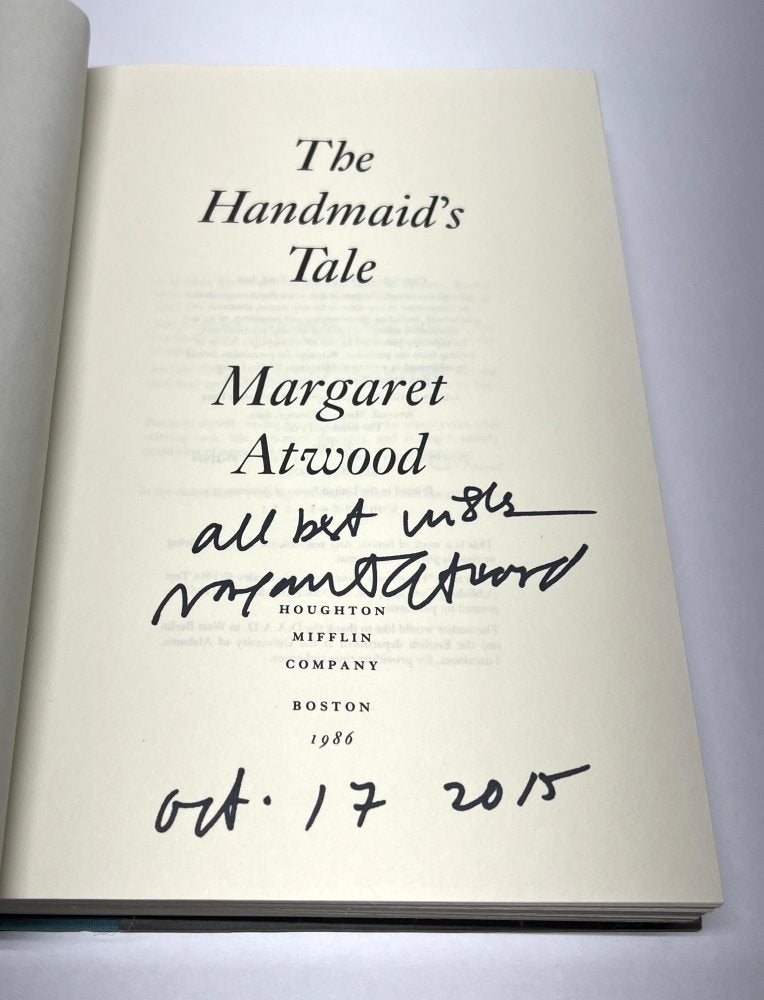 The
Handmaid's
Tale
Margaret
Atwood
all best wishes
Margaret Atwood
HOUGHTON
MIFFLIN
COMPANY
BOSTON
1986
Oct. 17 2015